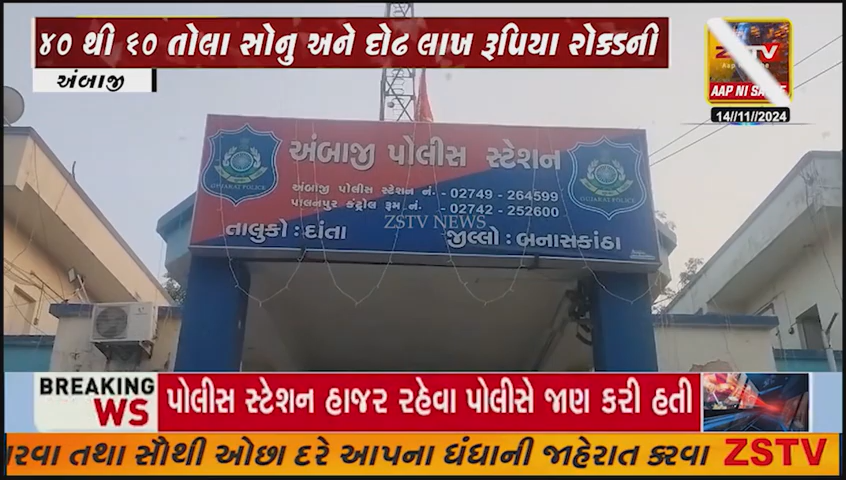 ૪૦ થી ૬૦ તોલા સોનુ અને દોઢ લાખ રૂપિયા રોકડની
અંબાજી
ZSTV
AAP NI SA
14//11//2024
અંબાજી પોલીસ સ્ટેશન
GUJARAT POLICE
GUJARAT POLICE
અંબાજી પોલીસ સ્ટેશન નં. - 02749 - 264599
પાલનપુર કંટ્રોલ રૂમ નં. - 02742 - 252600
ZSTV NEWS
તાલુકો : દાંતા
જીલ્લો : બનાસકાંઠા
BREAKING
WS
પોલીસ સ્ટેશન હાજર રહેવા પોલીસે જાણ કરી હતી
તથા સૌથી ઓછા દરે આપના ધંધાની જાહેરાત કરવા
ZSTV